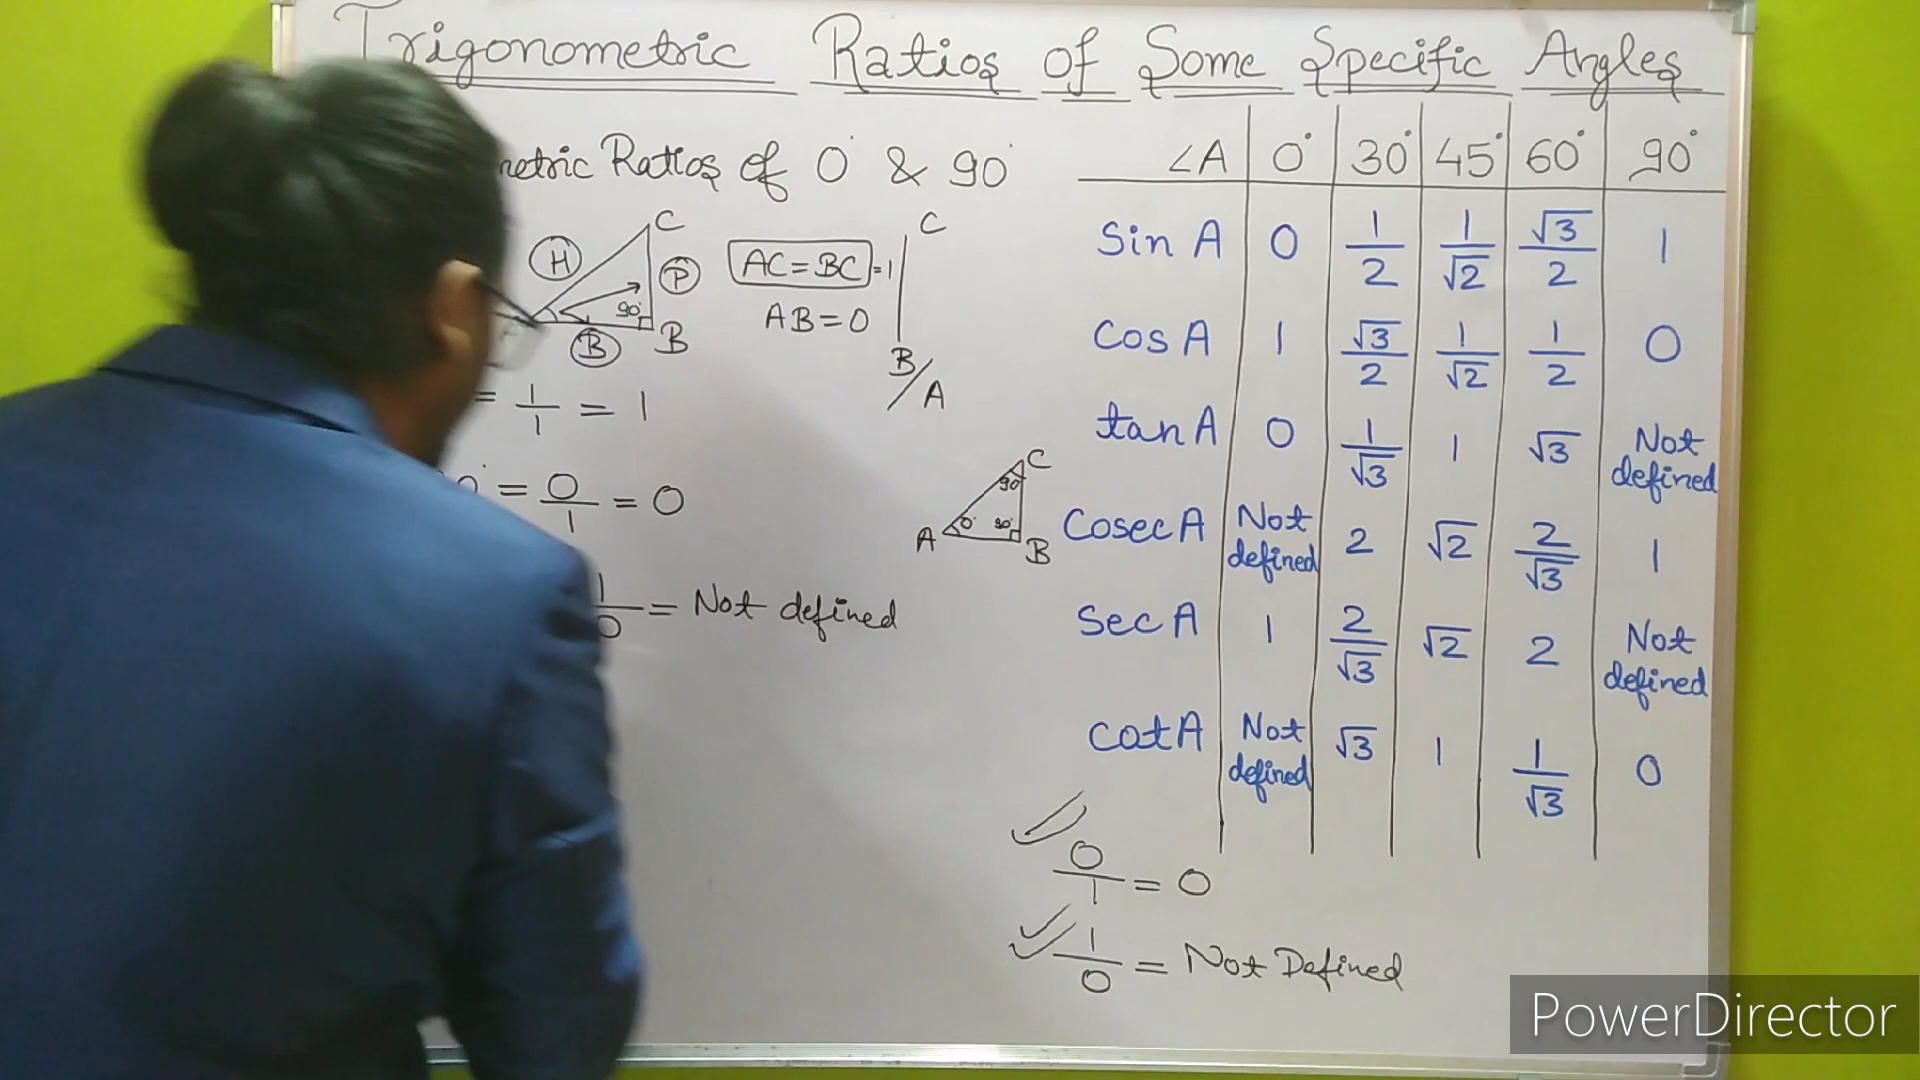 Trigonometric Ratios of Some Specific Angles
Ratios of 0° & 90°
H
C
P
90°
B
B
AC = BC = 1
AB = 0
C
B/A
= 1/1 = 1
= 0/1 = 0
1/0 = Not defined
C
90°
A 0° 90° B
∠A 0° 30° 45° 60° 90°
Sin A 0 1/2 1/√2 √3/2 1
Cos A 1 √3/2 1/√2 1/2 0
tan A 0 1/√3 1 √3 Not defined
Cosec A Not defined 2 √2 2/√3 1
Sec A 1 2/√3 √2 2 Not defined
Cot A Not defined √3 1 1/√3 0
0/1 = 0
1/0 = Not Defined
PowerDirector